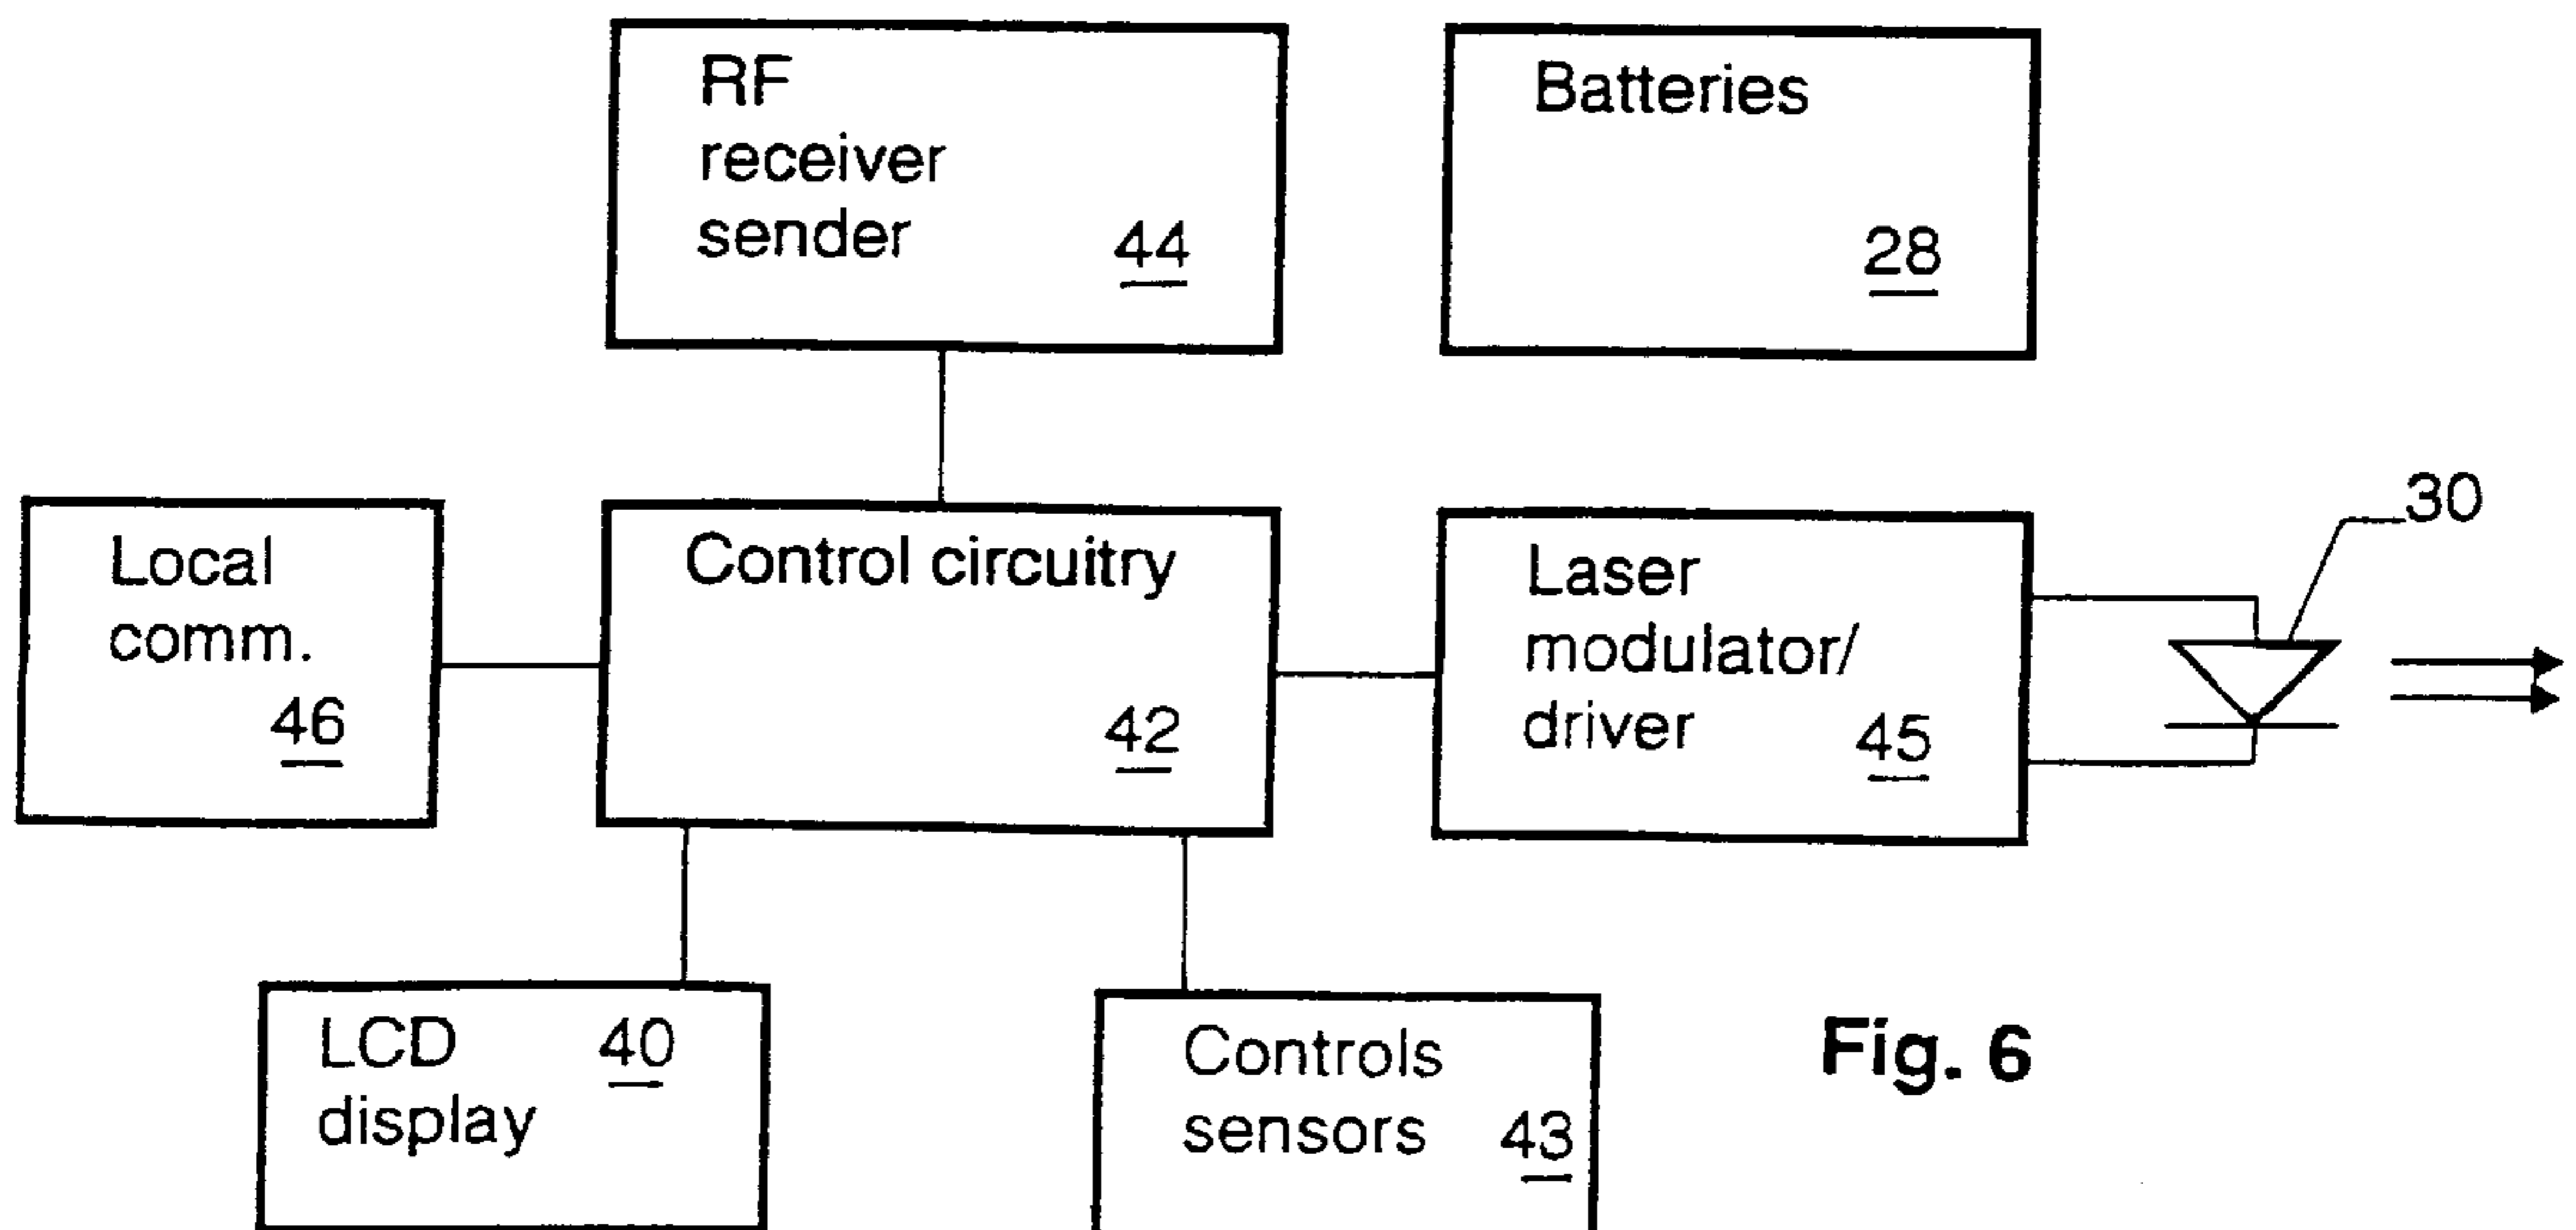 RF
receiver
sender
44
Batteries
28
30
Local
comm.
46
Control circuitry
42
Laser
modulator/
driver
45
LCD
display
40
Controls
sensors
43
Fig. 6